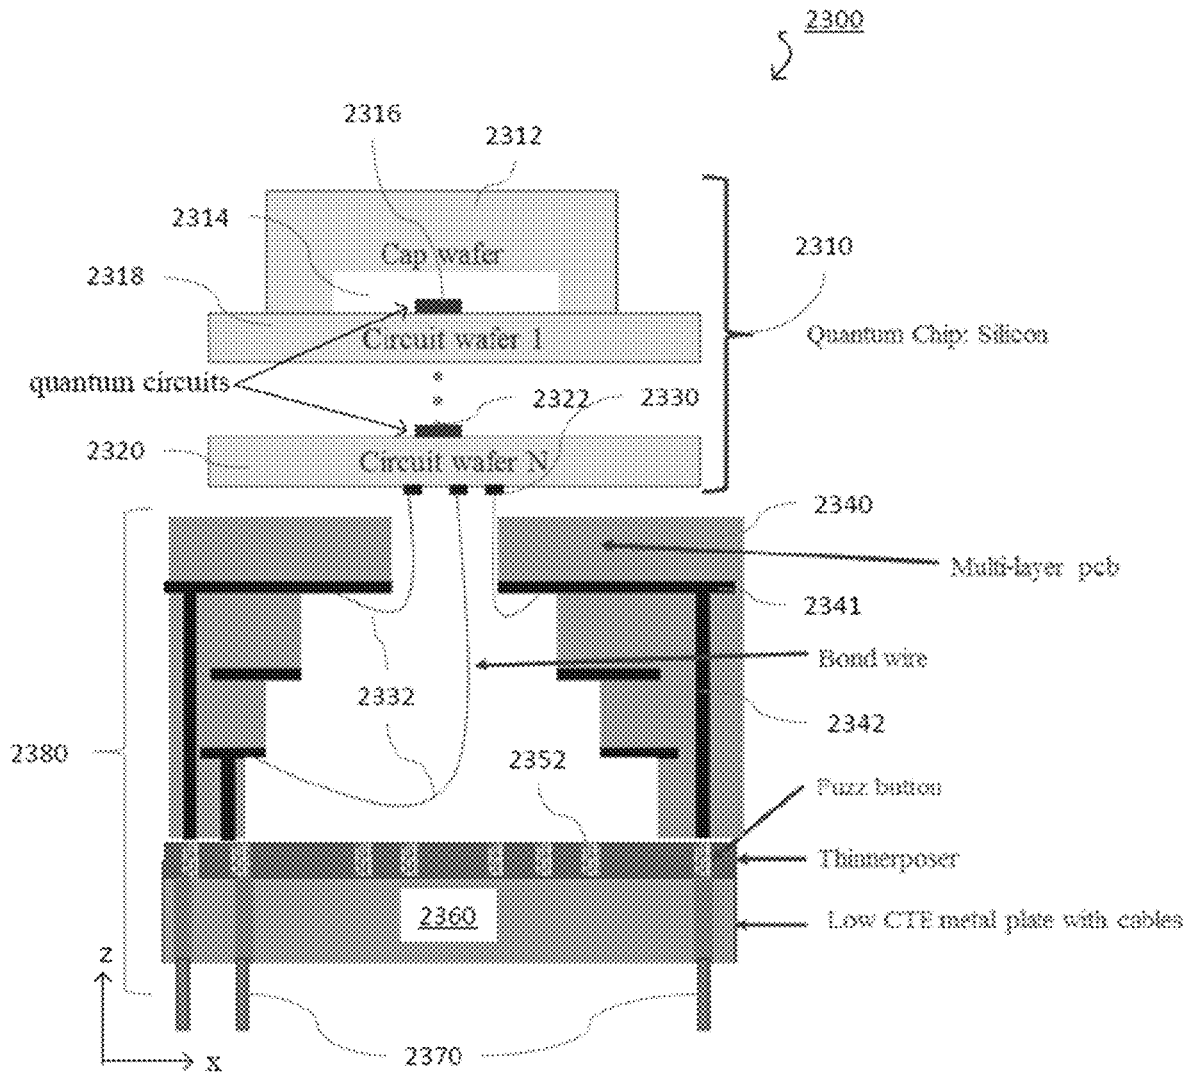 2300
2316
2312
2314
Cap wafer
2310
2318
Circuit wafer 1
Quantum Chip: Silicon
quantum circuits
2322
2330
2320
Circuit wafer N
2340
Multi-layer pcb
2341
Bond wire
2332
2342
2380
2352
Fuzz button
Thinnerposer
2360
Low CTE metal plate with cables
z
x
2370